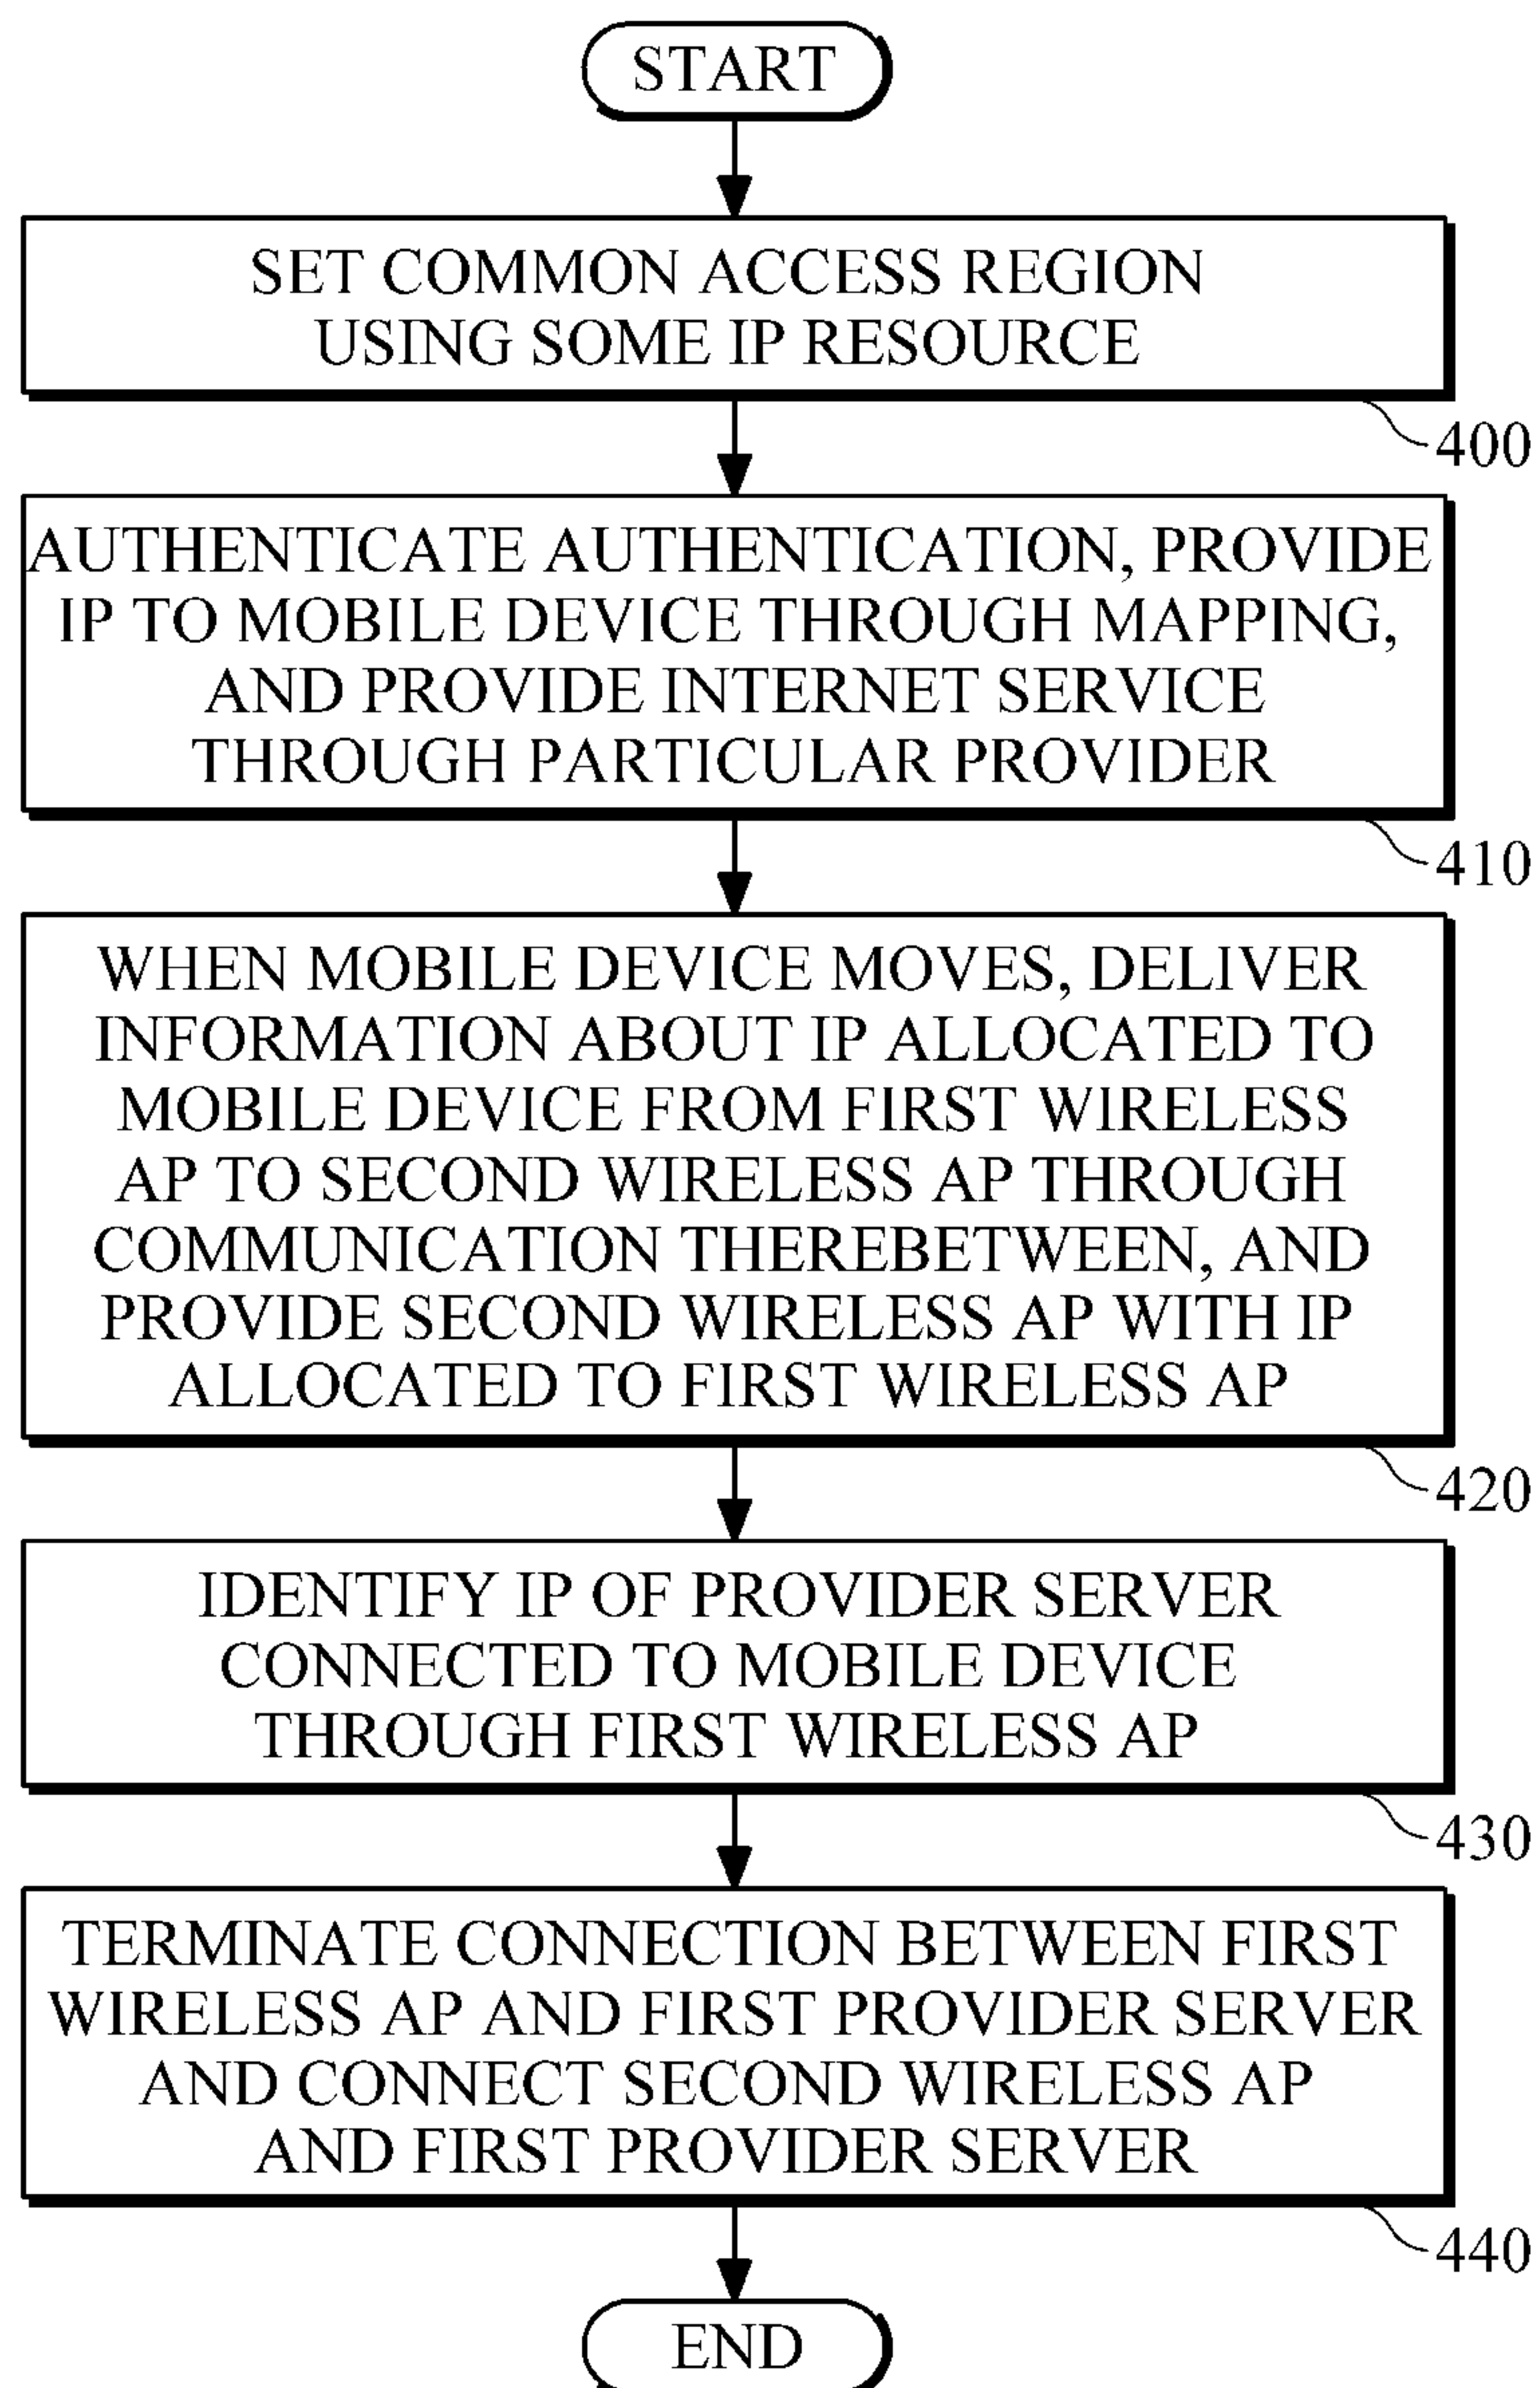 START
SET COMMON ACCESS REGION
USING SOME IP RESOURCE
400
AUTHENTICATE AUTHENTICATION, PROVIDE
IP TO MOBILE DEVICE THROUGH MAPPING,
AND PROVIDE INTERNET SERVICE
THROUGH PARTICULAR PROVIDER
410
WHEN MOBILE DEVICE MOVES, DELIVER
INFORMATION ABOUT IP ALLOCATED TO
MOBILE DEVICE FROM FIRST WIRELESS
AP TO SECOND WIRELESS AP THROUGH
COMMUNICATION THEREBETWEEN, AND
PROVIDE SECOND WIRELESS AP WITH IP
ALLOCATED TO FIRST WIRELESS AP
420
IDENTIFY IP OF PROVIDER SERVER
CONNECTED TO MOBILE DEVICE
THROUGH FIRST WIRELESS AP
430
TERMINATE CONNECTION BETWEEN FIRST
WIRELESS AP AND FIRST PROVIDER SERVER
AND CONNECT SECOND WIRELESS AP
AND FIRST PROVIDER SERVER
440
END